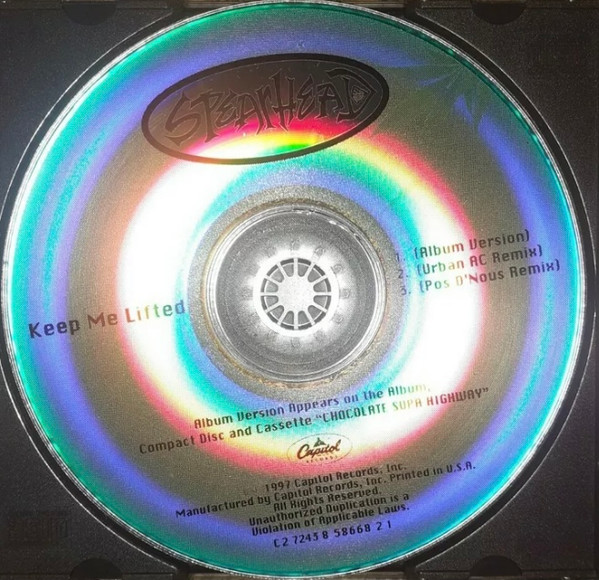 SPEARHEAD
Keep Me Lifted
1. (Album Version)
2. (Urban AC Remix)
3. (Pos D'Nous Remix)
Album Version Appears on the Album,
Compact Disc and Cassette "CHOCOLATE SUPA HIGHWAY"
Capitol
RECORDS
1997 Capitol Records, Inc.
Manufactured by Capitol Records, Inc. Printed in U.S.A.
All Rights Reserved.
Unauthorized Duplication is a
Violation of Applicable Laws.
C2 7243 8 58668 2 1